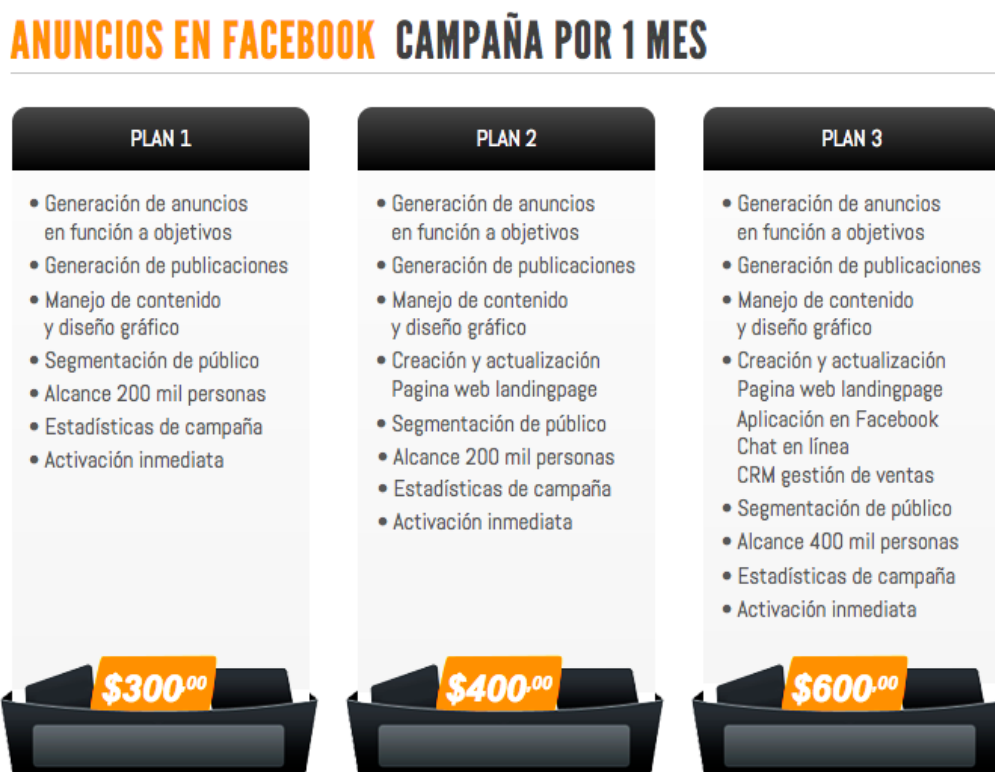 ANUNCIOS EN FACEBOOK CAMPAÑA POR 1 MES
PLAN 1
• Generación de anuncios
en función a objetivos
• Generación de publicaciones
• Manejo de contenido
y diseño gráfico
• Segmentación de público
• Alcance 200 mil personas
• Estadísticas de campaña
• Activación inmediata
$300.00
PLAN 2
• Generación de anuncios
en función a objetivos
• Generación de publicaciones
• Manejo de contenido
y diseño gráfico
• Creación y actualización
Pagina web landingpage
• Segmentación de público
• Alcance 200 mil personas
• Estadísticas de campaña
• Activación inmediata
$400.00
PLAN 3
• Generación de anuncios
en función a objetivos
• Generación de publicaciones
• Manejo de contenido
y diseño gráfico
• Creación y actualización
Pagina web landingpage
Aplicación en Facebook
Chat en línea
CRM gestión de ventas
• Segmentación de público
• Alcance 400 mil personas
• Estadísticas de campaña
• Activación inmediata
$600.00